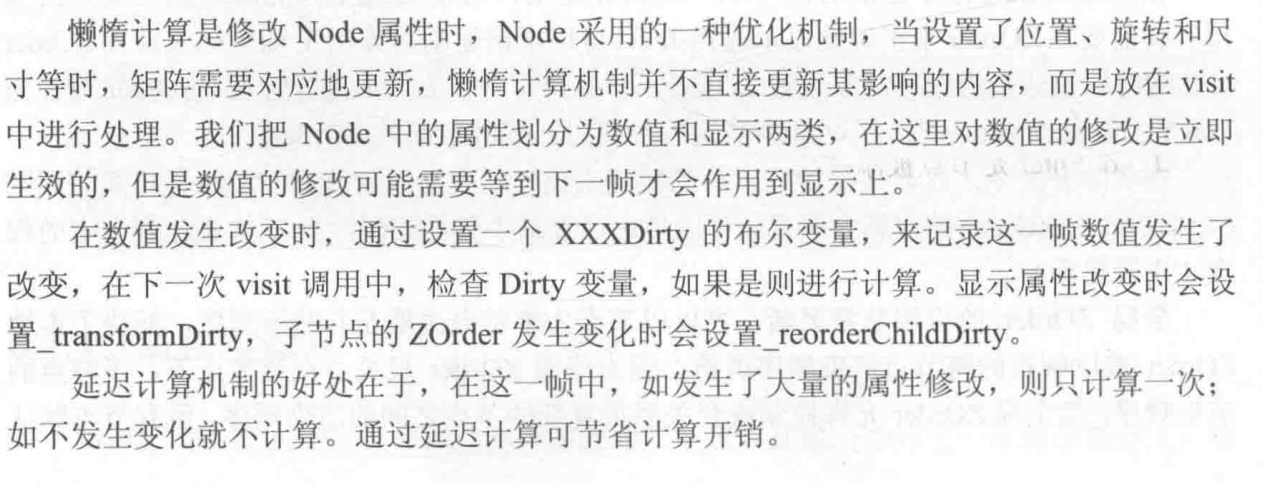 懒惰计算是修改 Node 属性时，Node 采用的一种优化机制，当设置了位置、旋转和尺
寸等时，矩阵需要对应地更新，懒惰计算机制并不直接更新其影响的内容，而是放在 visit
中进行处理。我们把 Node 中的属性划分为数值和显示两类，在这里对数值的修改是立即
生效的，但是数值的修改可能需要等到下一帧才会作用到显示上。
在数值发生改变时，通过设置一个 XXXDirty 的布尔变量，来记录这一帧数值发生了
改变，在下一次 visit 调用中，检查 Dirty 变量，如果是则进行计算。显示属性改变时会设
置_transformDirty，子节点的 ZOrder 发生变化时会设置_reorderChildDirty。
延迟计算机制的好处在于，在这一帧中，如发生了大量的属性修改，则只计算一次；
如不发生变化就不计算。通过延迟计算可节省计算开销。